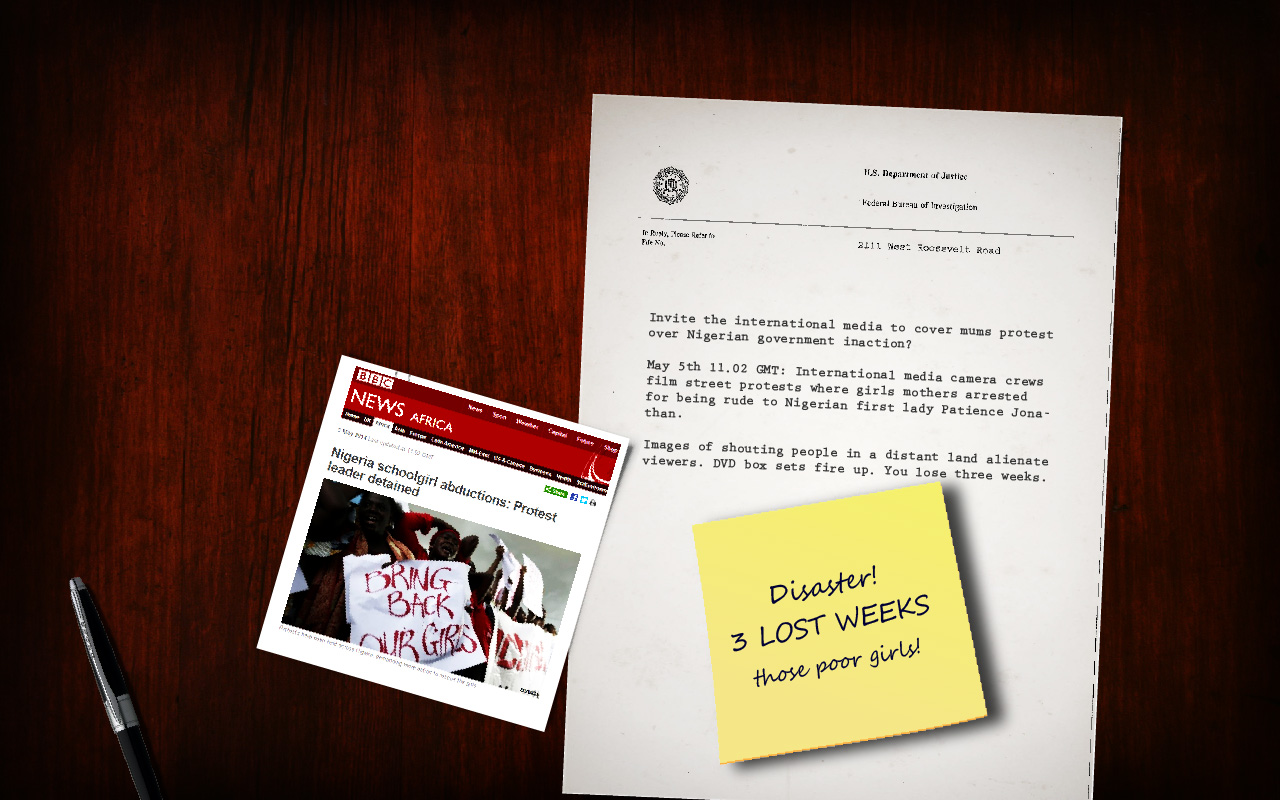 U.S. Department of Justice
Federal Bureau of Investigation
In Reply, Please Refer to
File No.
2111 West Roosevelt Road
Invite the international media to cover mums protest
over Nigerian government inaction?
May 5th 11.02 GMT: International media camera crews
film street protests where girls mothers arrested
for being rude to Nigerian first lady Patience Jona-
than.
Images of shouting people in a distant land alienate
viewers. DVD box sets fire up. You lose three weeks.
BBC
NEWS AFRICA
News Sport Weather Capital Future Shop
Home UK Africa Asia Europe Latin America Mid-East US & Canada Business Health
Nigeria schoolgirl abductions: Protest
leader detained
Share
BRING
BACK
OUR GIRLS
Disaster!
3 LOST WEEKS
those poor girls!